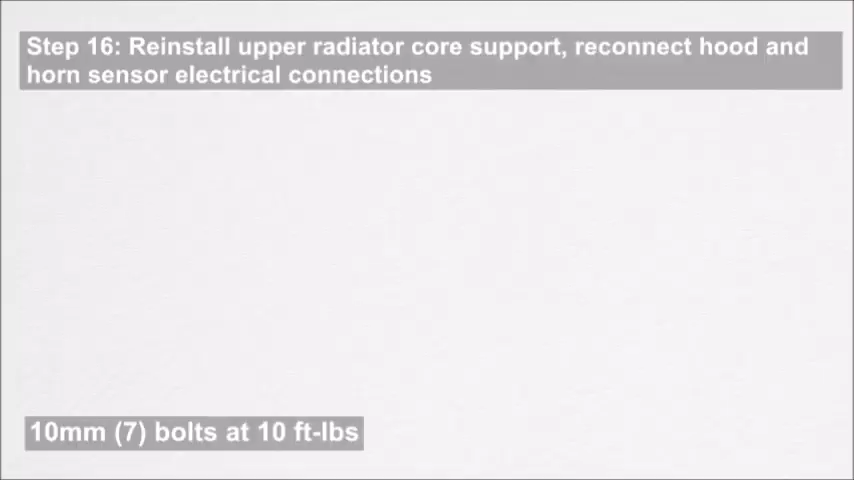 Step 16: Reinstall upper radiator core support, reconnect hood and
horn sensor electrical connections
10mm (7) bolts at 10 ft-lbs